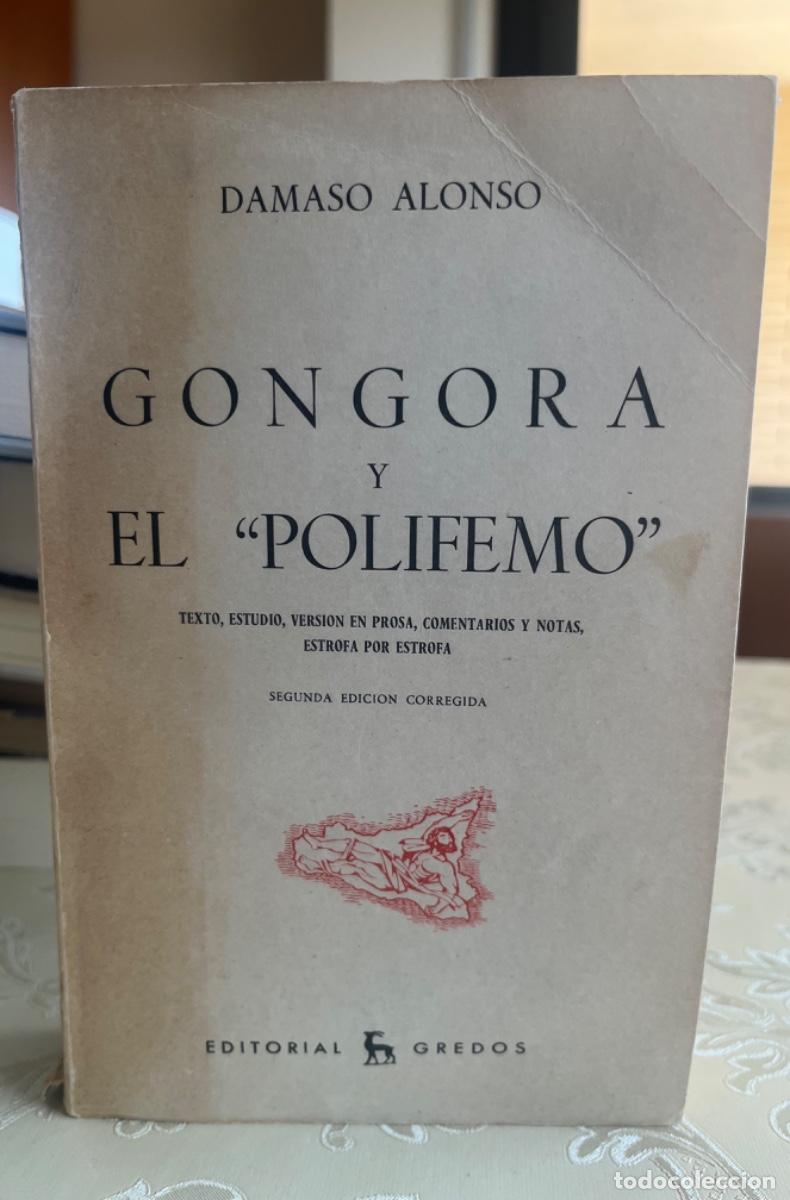 DAMASO ALONSO
GONGORA
Y
EL “POLIFEMO”
TEXTO, ESTUDIO, VERSION EN PROSA, COMENTARIOS Y NOTAS,
ESTROFA POR ESTROFA
SEGUNDA EDICION CORREGIDA
EDITORIAL GREDOS
todocoleccion